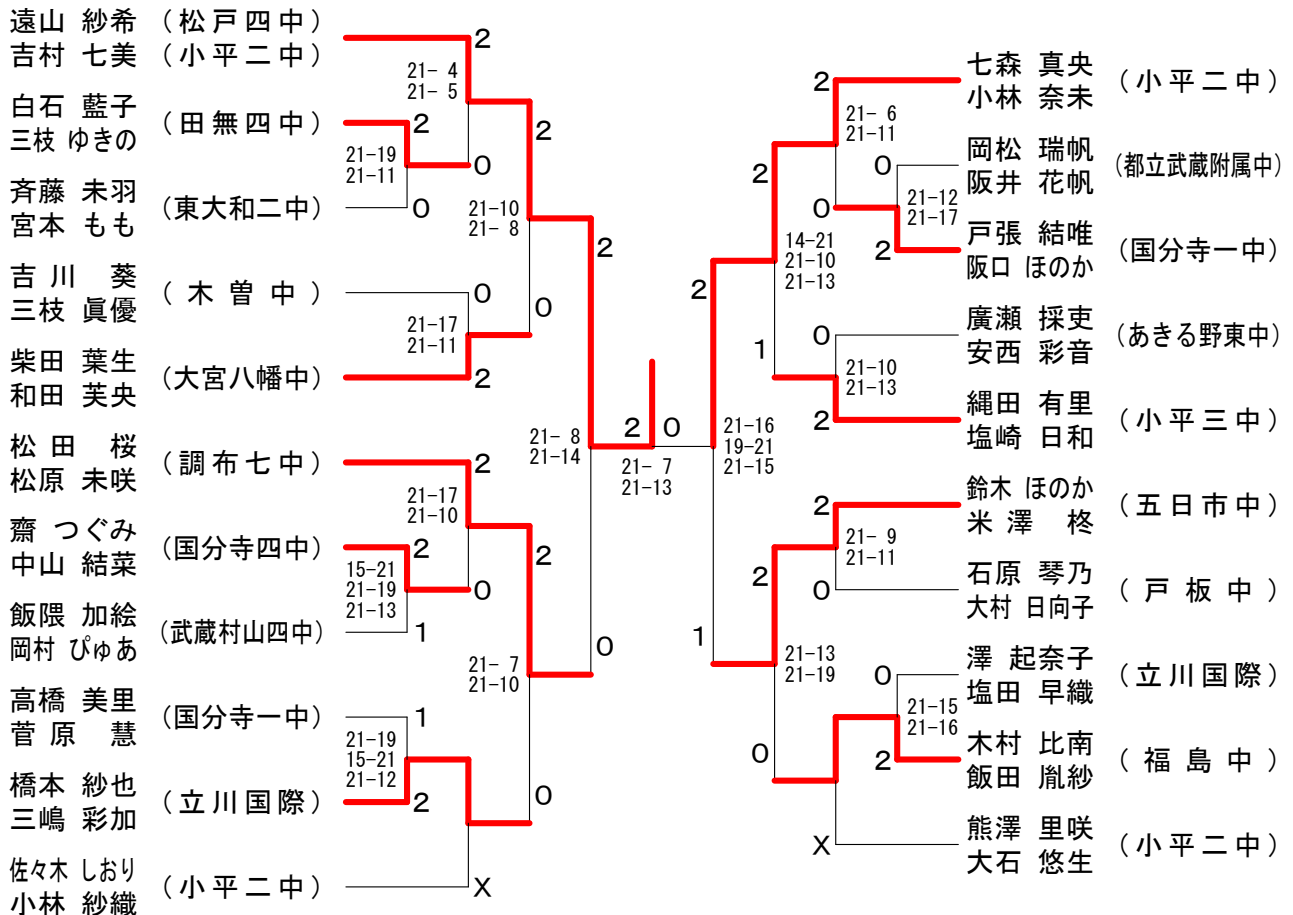 遠山 紗希 (松戸四中)
吉村 七美 (小平二中)
白石 藍子
三枝 ゆきの
(田無四中)
斉藤 未羽
宮本 もも
(東大和二中)
吉川 葵
三枝 眞優
(木曽中)
柴田 葉生
和田 芙央
(大宮八幡中)
松田 桜
松原 未咲
(調布七中)
齋 つぐみ
中山 結菜
(国分寺四中)
飯隈 加絵
岡村 ぴゅあ
(武蔵村山四中)
高橋 美里
菅原 慧
(国分寺一中)
橋本 紗也
三嶋 彩加
(立川国際)
佐々木 しおり
小林 紗織
(小平二中)
2
21- 4
21- 5
2
0
21-19
21-11
0
2
21-10
21- 8
0
0
21-17
21-11
2
2
21- 8
21-14
2
21-17
21-10
2
0
15-21
21-19
21-13
1
2
0
21- 7
21-10
1
21-19
15-21
21-12
2
0
X
2 0
21- 7
21-13
2
21-16
19-21
21-15
1
2
14-21
21-10
21-13
1
2
21- 6
21-11
0
0
21-12
21-17
2
0
21-10
21-13
2
2
21-13
21-19
0
2
21- 9
21-11
0
0
21-15
21-16
2
X
七森 真央
小林 奈未
(小平二中)
岡松 瑞帆
阪井 花帆
(都立武蔵附属中)
戸張 結唯
阪口 ほのか
(国分寺一中)
廣瀬 採吏
安西 彩音
(あきる野東中)
縄田 有里
塩崎 日和
(小平三中)
鈴木 ほのか
米澤 柊
(五日市中)
石原 琴乃
大村 日向子
(戸板中)
澤 起奈子
塩田 早織
(立川国際)
木村 比南
飯田 胤紗
(福島中)
熊澤 里咲
大石 悠生
(小平二中)